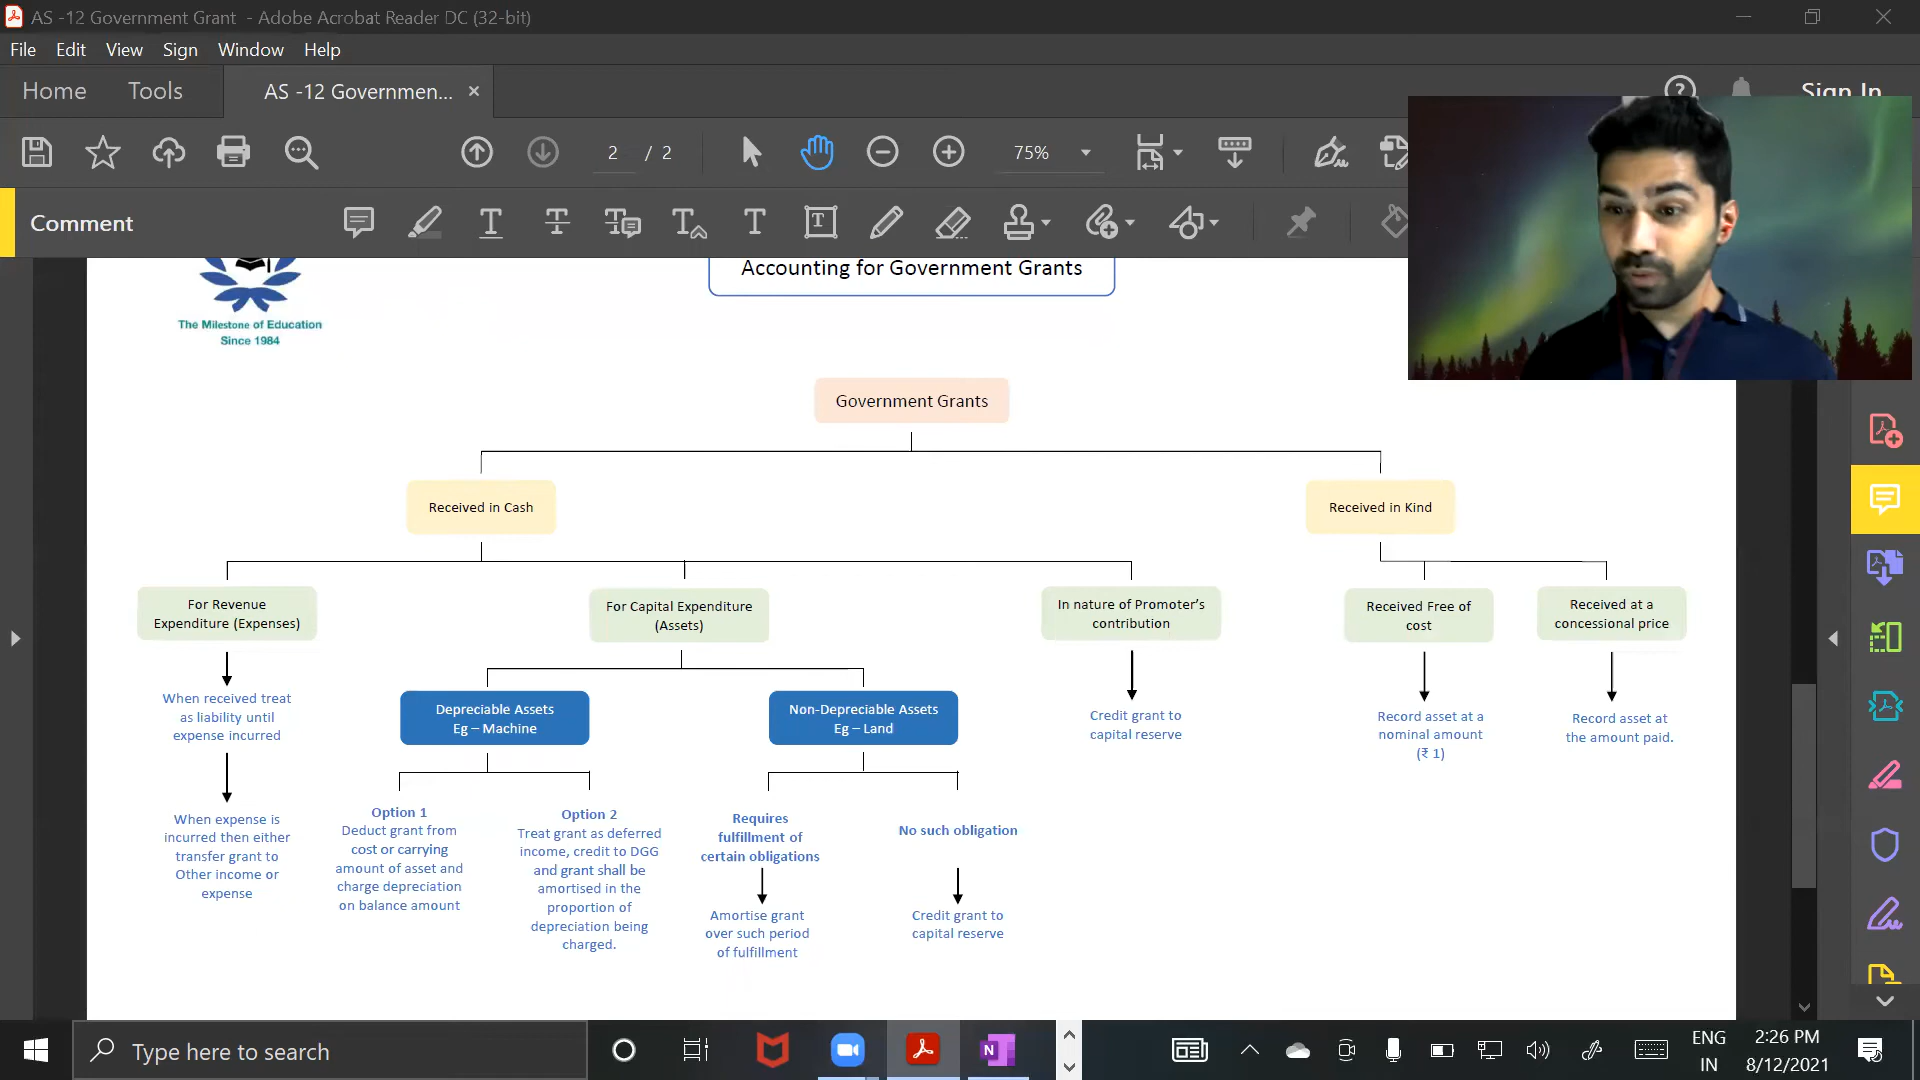 AS -12 Government Grant - Adobe Acrobat Reader DC (32-bit)
File Edit View Sign Window Help
Home Tools AS -12 Governmen... ×
Sign In
2 / 2 75%
Comment
Accounting for Government Grants
The Milestone of Education
Since 1984
Government Grants
Received in Cash
Received in Kind
For Revenue
Expenditure (Expenses)
For Capital Expenditure
(Assets)
In nature of Promoter's
contribution
Received Free of
cost
Received at a
concessional price
When received treat
as liability until
expense incurred
Depreciable Assets
Eg – Machine
Non-Depreciable Assets
Eg – Land
Credit grant to
capital reserve
Record asset at a
nominal amount
(₹ 1)
Record asset at
the amount paid.
When expense is
incurred then either
transfer grant to
Other income or
expense
Option 1
Deduct grant from
cost or carrying
amount of asset and
charge depreciation
on balance amount
Option 2
Treat grant as deferred
income, credit to DGG
and grant shall be
amortised in the
proportion of
depreciation being
charged.
Requires
fulfillment of
certain obligations
Amortise grant
over such period
of fulfillment
No such obligation
Credit grant to
capital reserve
Type here to search
ENG
IN
2:26 PM
8/12/2021